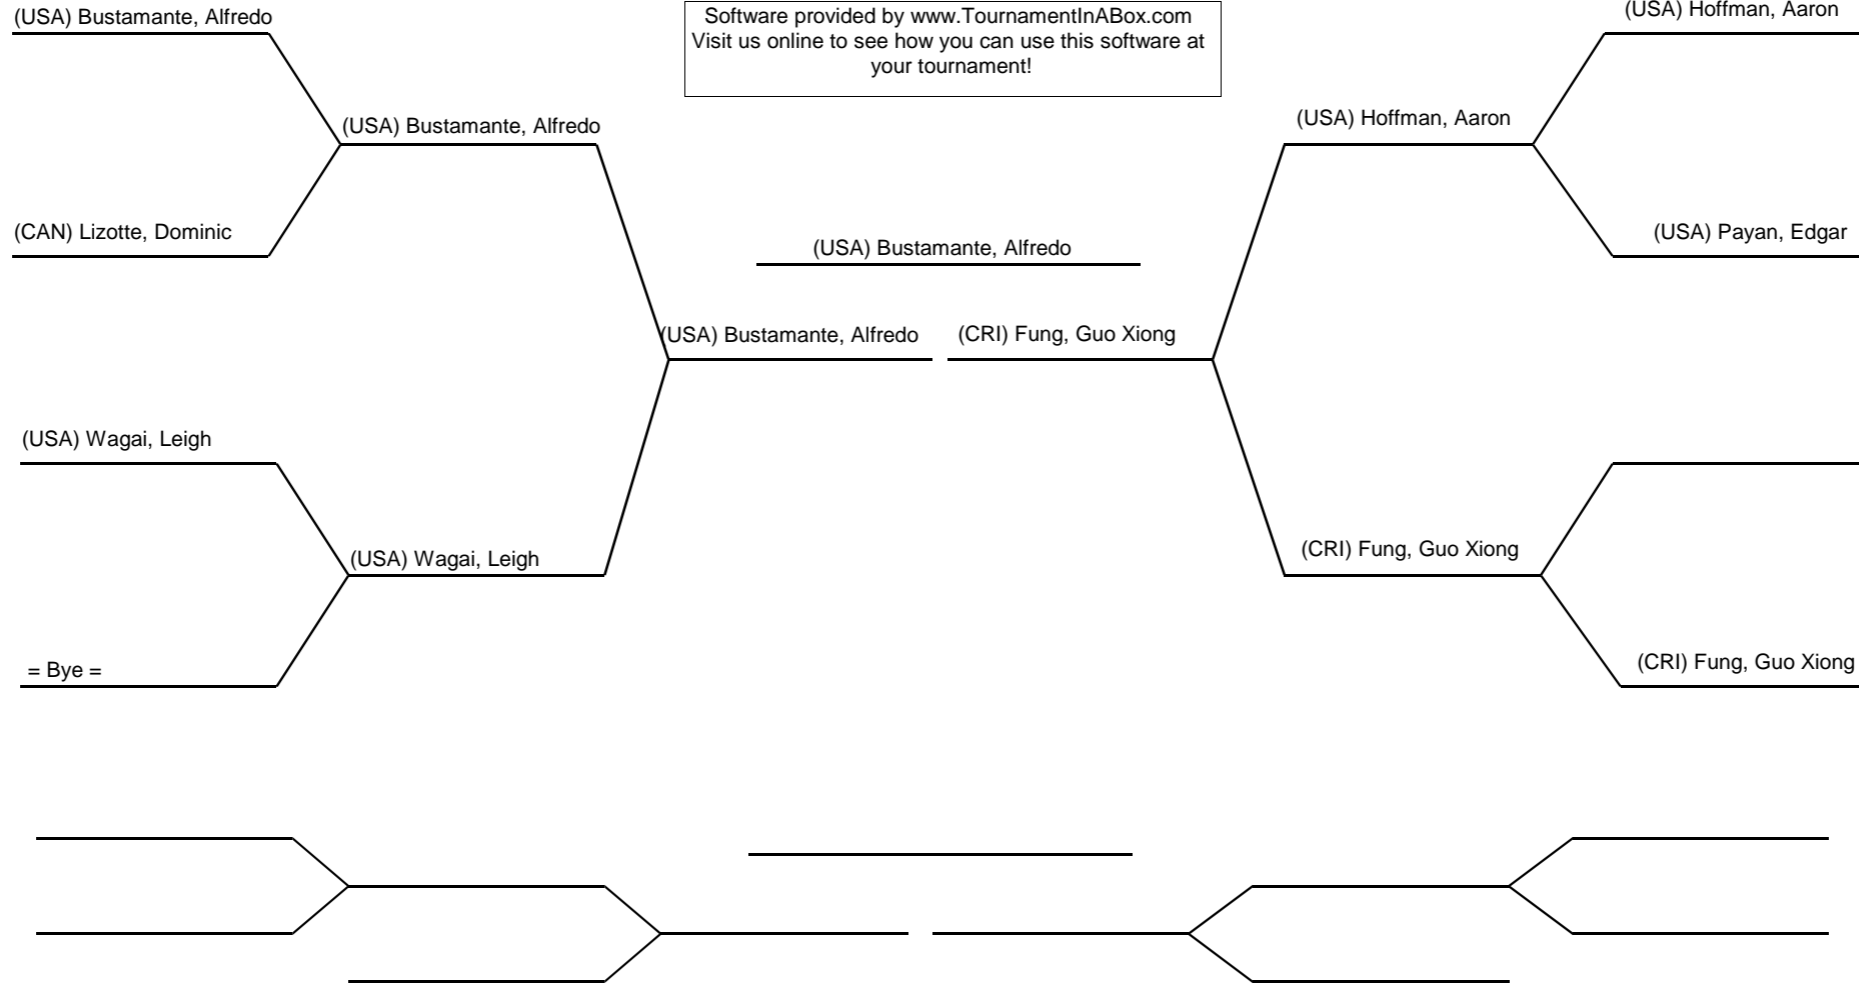 (USA) Bustamante, Alfredo
Software provided by www.TournamentInABox.com
Visit us online to see how you can use this software at
your tournament!
(USA) Hoffman, Aaron
(USA) Bustamante, Alfredo
(USA) Hoffman, Aaron
(CAN) Lizotte, Dominic
(USA) Bustamante, Alfredo
(USA) Payan, Edgar
(USA) Bustamante, Alfredo
(CRI) Fung, Guo Xiong
(USA) Wagai, Leigh
(USA) Wagai, Leigh
(CRI) Fung, Guo Xiong
= Bye =
(CRI) Fung, Guo Xiong